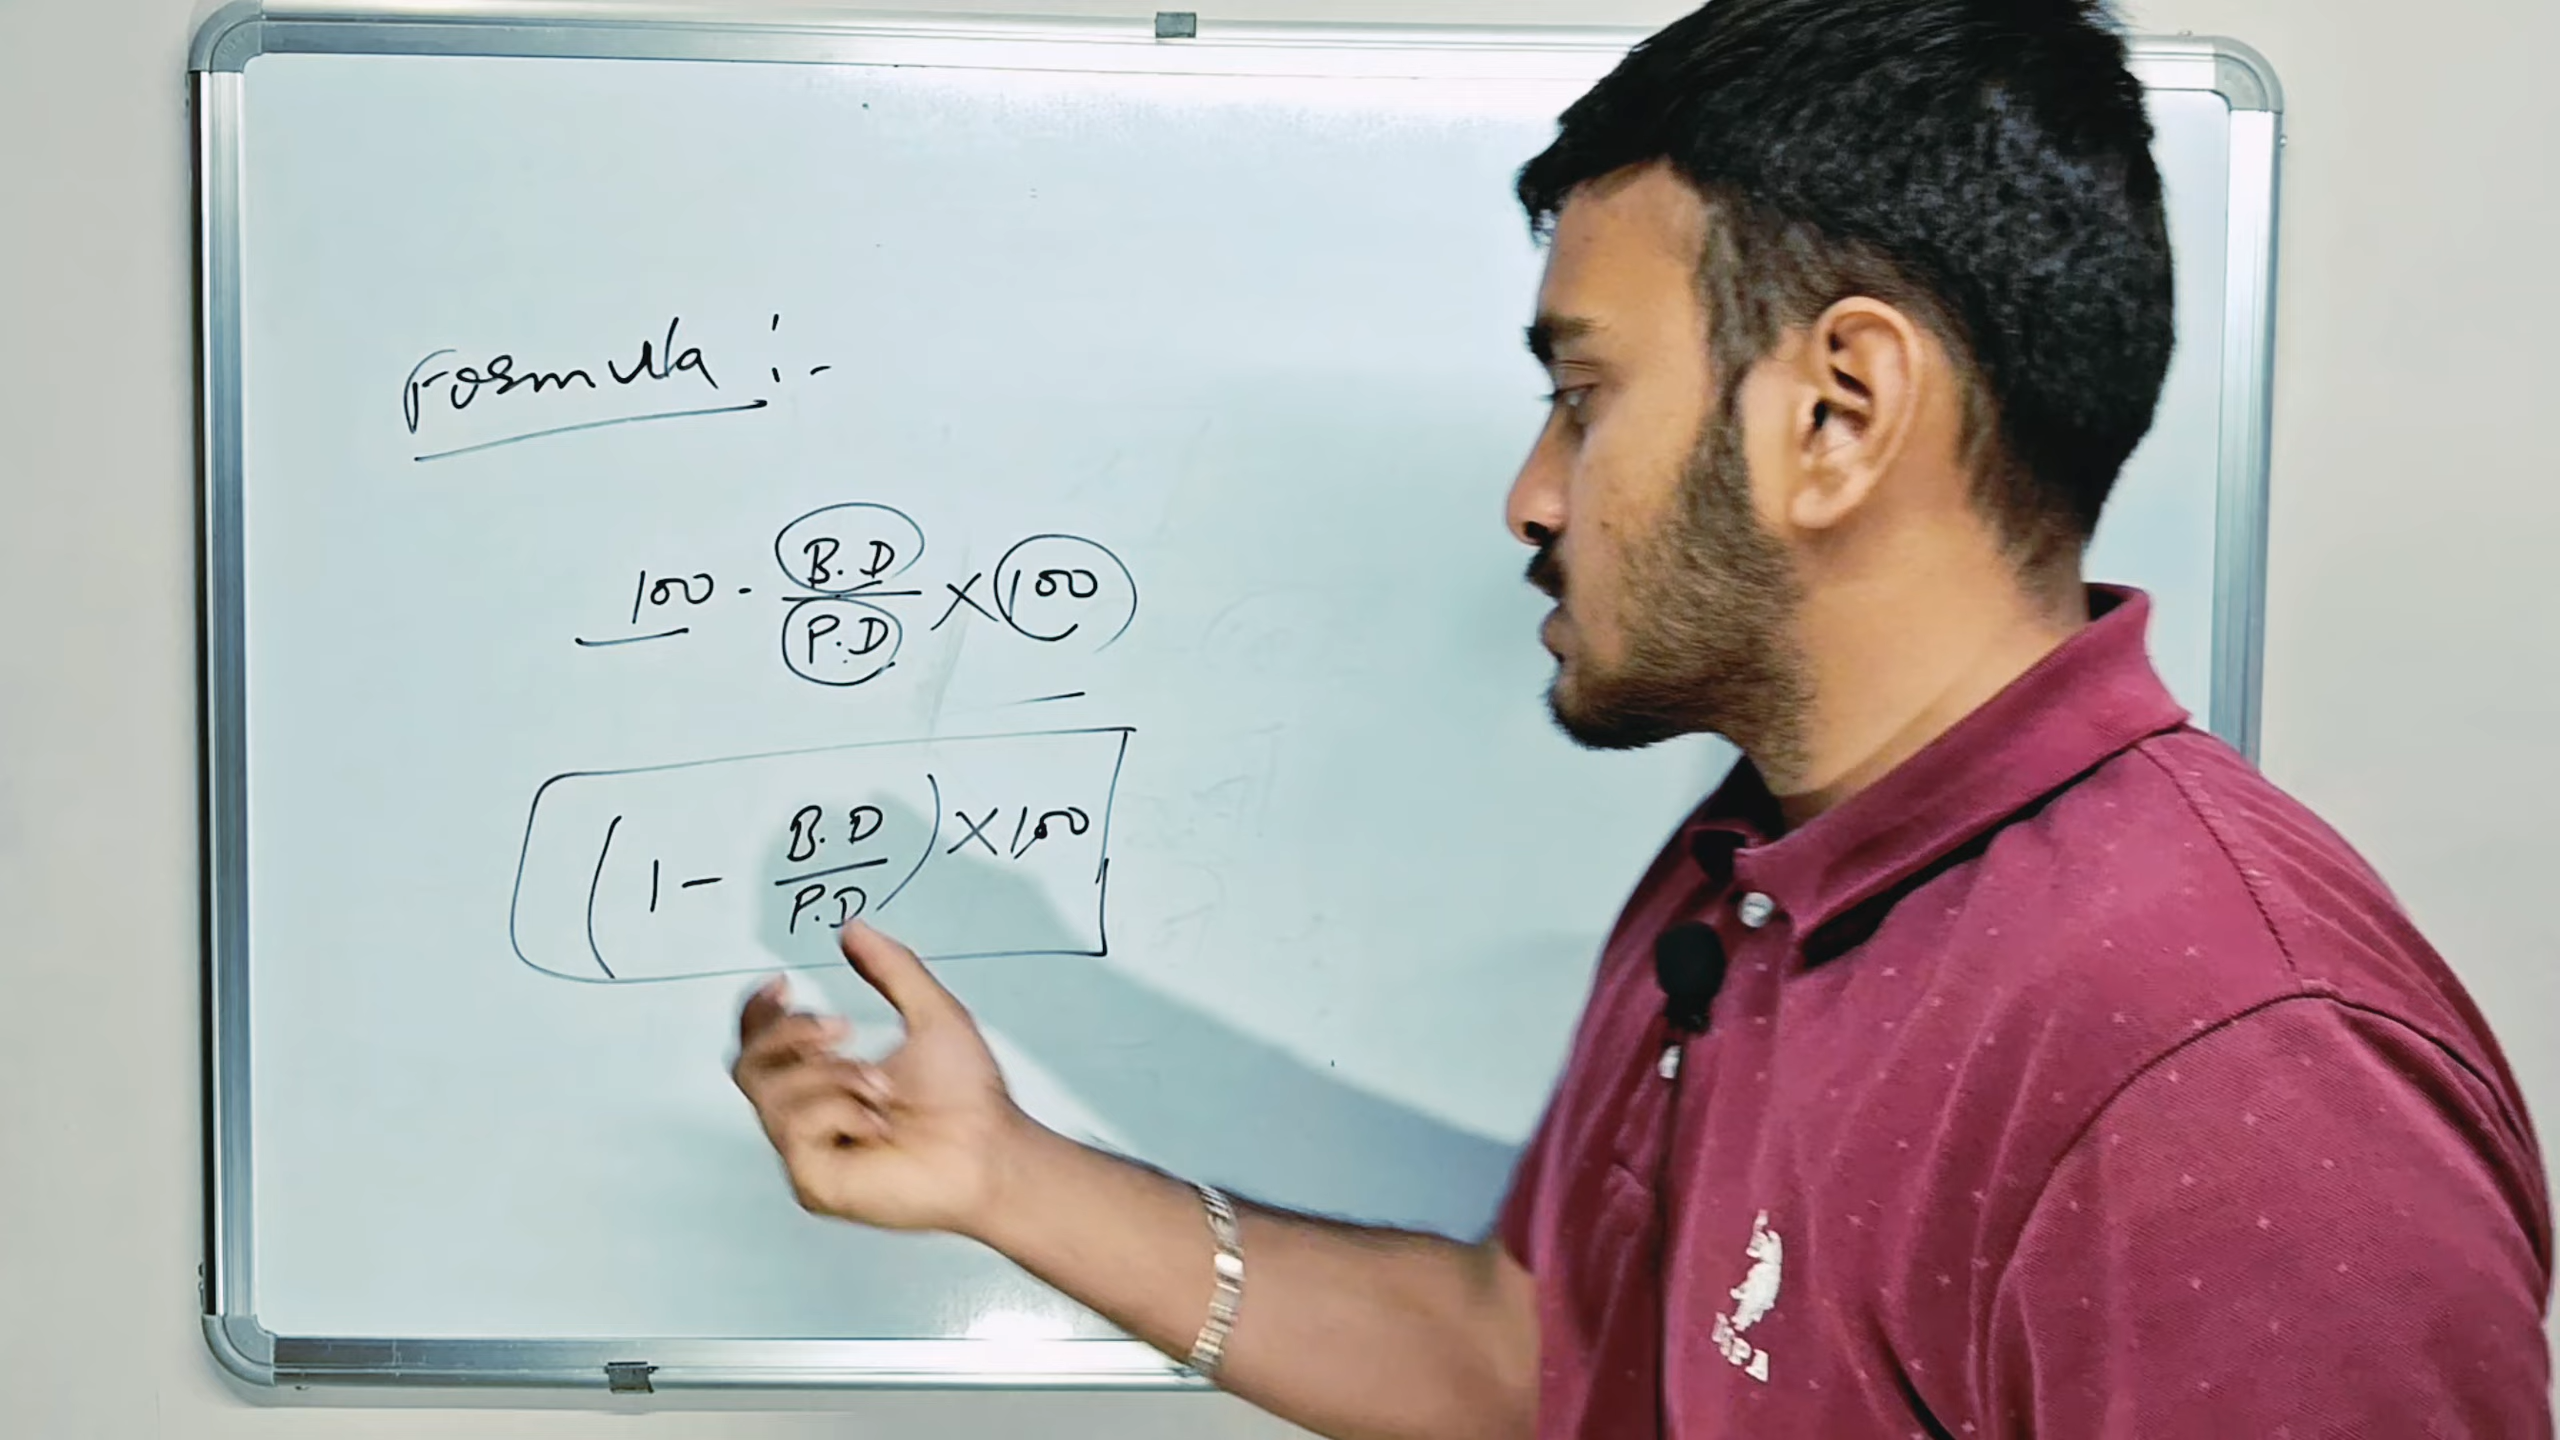 Formula :-
100 - B.D/P.D × 100
(1 - B.D/P.D) × 100